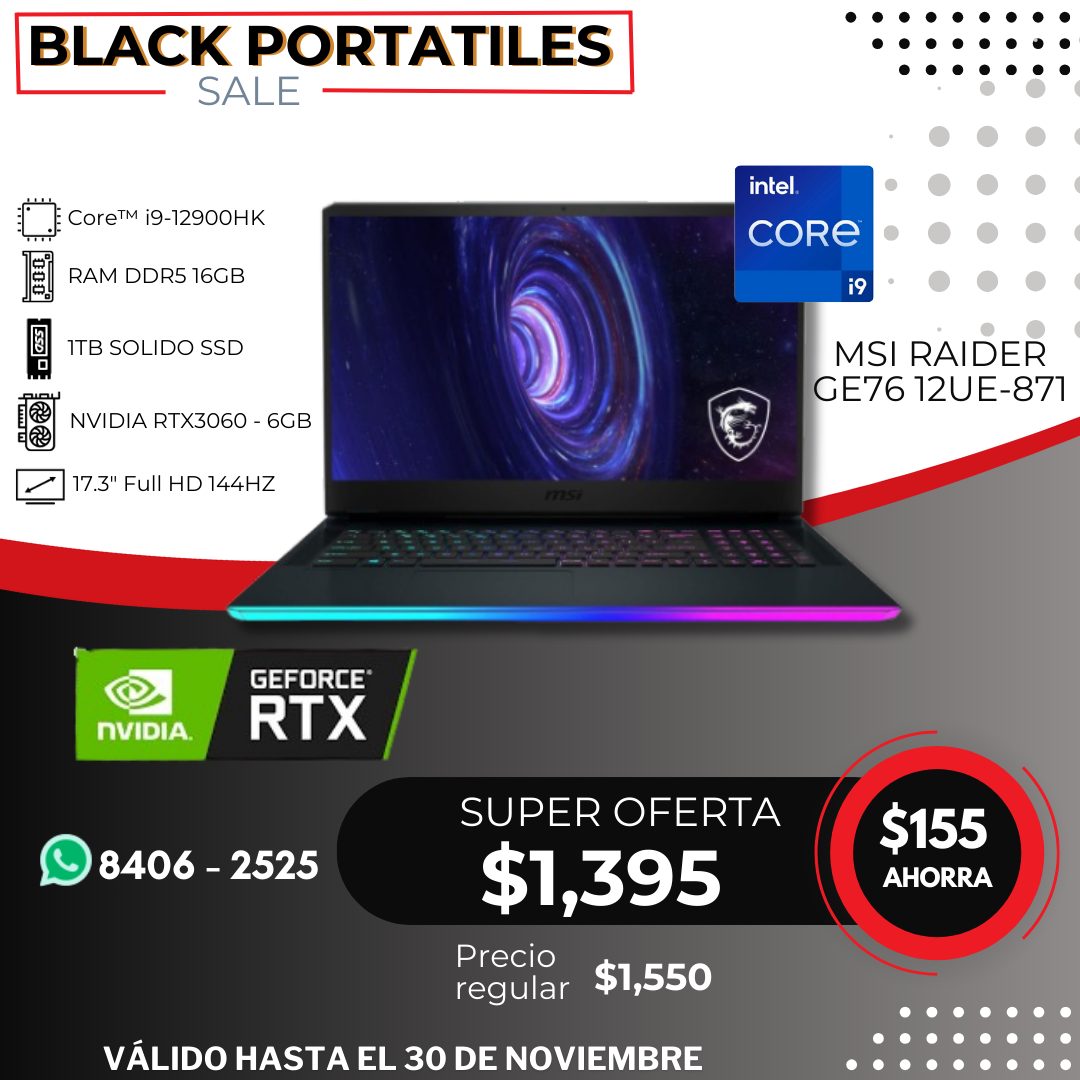 BLACK PORTATILES
SALE
intel.
CORE™
i9
Core™ i9-12900HK
RAM DDR5 16GB
SSD
1TB SOLIDO SSD
NVIDIA RTX3060 - 6GB
17.3" Full HD 144HZ
MSI RAIDER
GE76 12UE-871
msi
NVIDIA.
GEFORCE®
RTX
SUPER OFERTA
$1,395
$155
AHORRA
8406 - 2525
Precio
regular $1,550
VÁLIDO HASTA EL 30 DE NOVIEMBRE